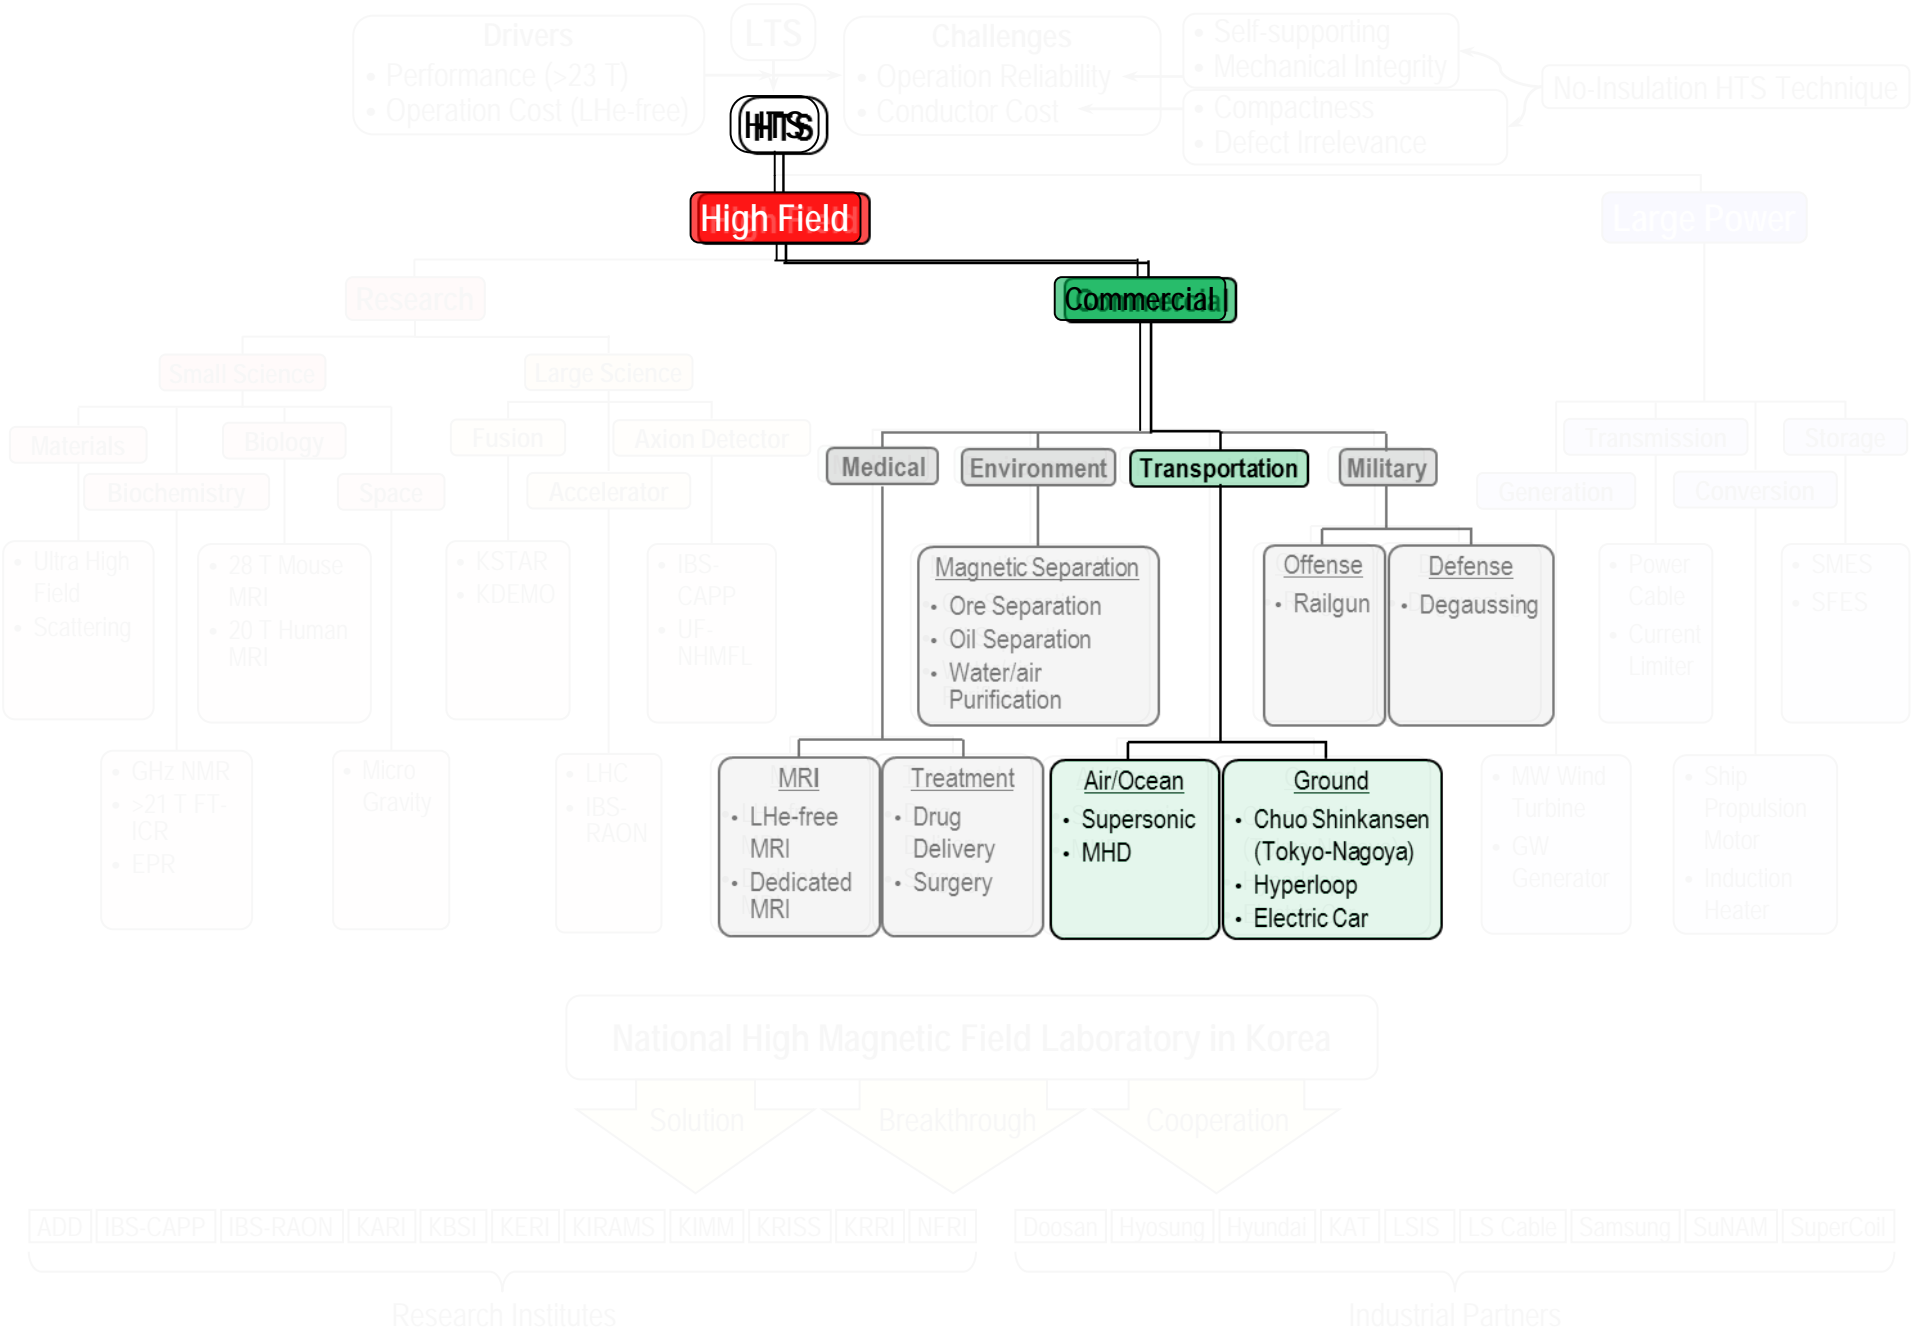 Drivers
• Performance (>23 T)
• Operation Cost (LHe-free)
LTS
Challenges
• Operation Reliability
• Conductor Cost
• Self-supporting
• Mechanical Integrity
• Compactness
• Defect Irrelevance
No-Insulation HTS Technique
HTS
High Field
Large Power
Research
Commercial
Small Science
Large Science
Materials
Biology
Biochemistry
Space
Fusion
Axion Detector
Accelerator
Medical
Environment
Transportation
Military
Transmission
Storage
Generation
Conversion
• Ultra High
Field
• Scattering
• 28 T Mouse
MRI
• 20 T Human
MRI
• KSTAR
• KDEMO
• IBS-
CAPP
• UF-
NHMFL
Magnetic Separation
• Ore Separation
• Oil Separation
• Water/air
Purification
Offense
• Railgun
Defense
• Degaussing
• Power
Cable
• Current
Limiter
• SMES
• SFES
• GHz NMR
• >21 T FT-
ICR
• EPR
• Micro
Gravity
• LHC
• IBS-
RAON
MRI
• LHe-free
MRI
• Dedicated
MRI
Treatment
• Drug
Delivery
• Surgery
Air/Ocean
• Supersonic
• MHD
Ground
• Chuo Shinkansen
(Tokyo-Nagoya)
• Hyperloop
• Electric Car
• MW Wind
Turbine
• GW
Generator
• Ship
Propulsion
Motor
• Induction
Heater
National High Magnetic Field Laboratory in Korea
Solution
Breakthrough
Cooperation
ADD IBS-CAPP IBS-RAON KARI KBSI KERI KIRAMS KIMM KRISS KRRI NFRI
Doosan Hyosung Hyundai KAT LSIS LS Cable Samsung SuNAM SuperCoil
Research Institutes
Industrial Partners